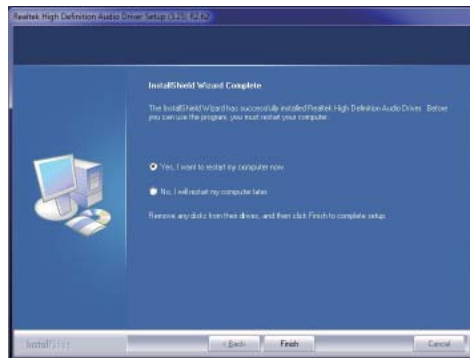 Realtek High Definition Audio Driver Setup (3.25) R2.62
InstallShield Wizard Complete
The InstallShield Wizard has successfully installed Realtek High Definition Audio Driver. Before
you can use the program, you must restart your computer.
Yes, I want to restart my computer now.
No, I will restart my computer later.
Remove any disks from their drives, and then click Finish to complete setup.
InstallShield
< Back
Finish
Cancel